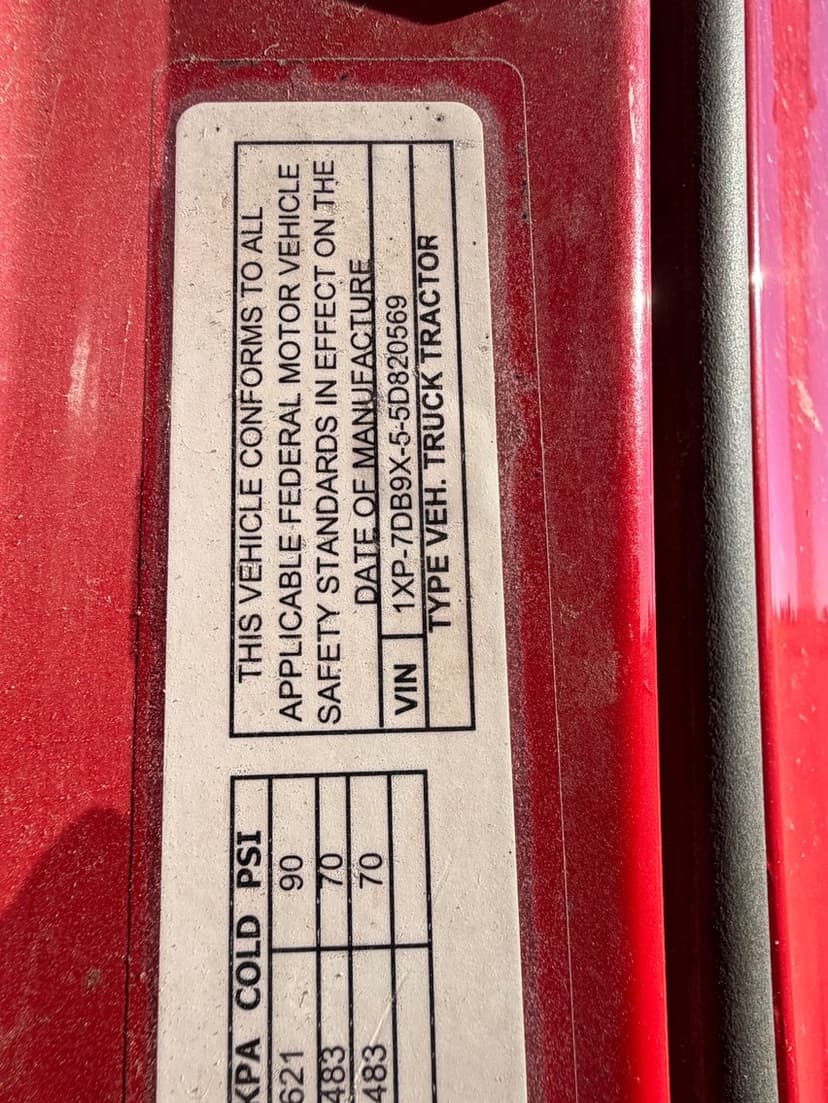 KPA COLD PSI
621 90
483 70
483 70
THIS VEHICLE CONFORMS TO ALL
APPLICABLE FEDERAL MOTOR VEHICLE
SAFETY STANDARDS IN EFFECT ON THE
DATE OF MANUFACTURE
VIN 1XP-7DB9X-5-5D820569
TYPE VEH. TRUCK TRACTOR